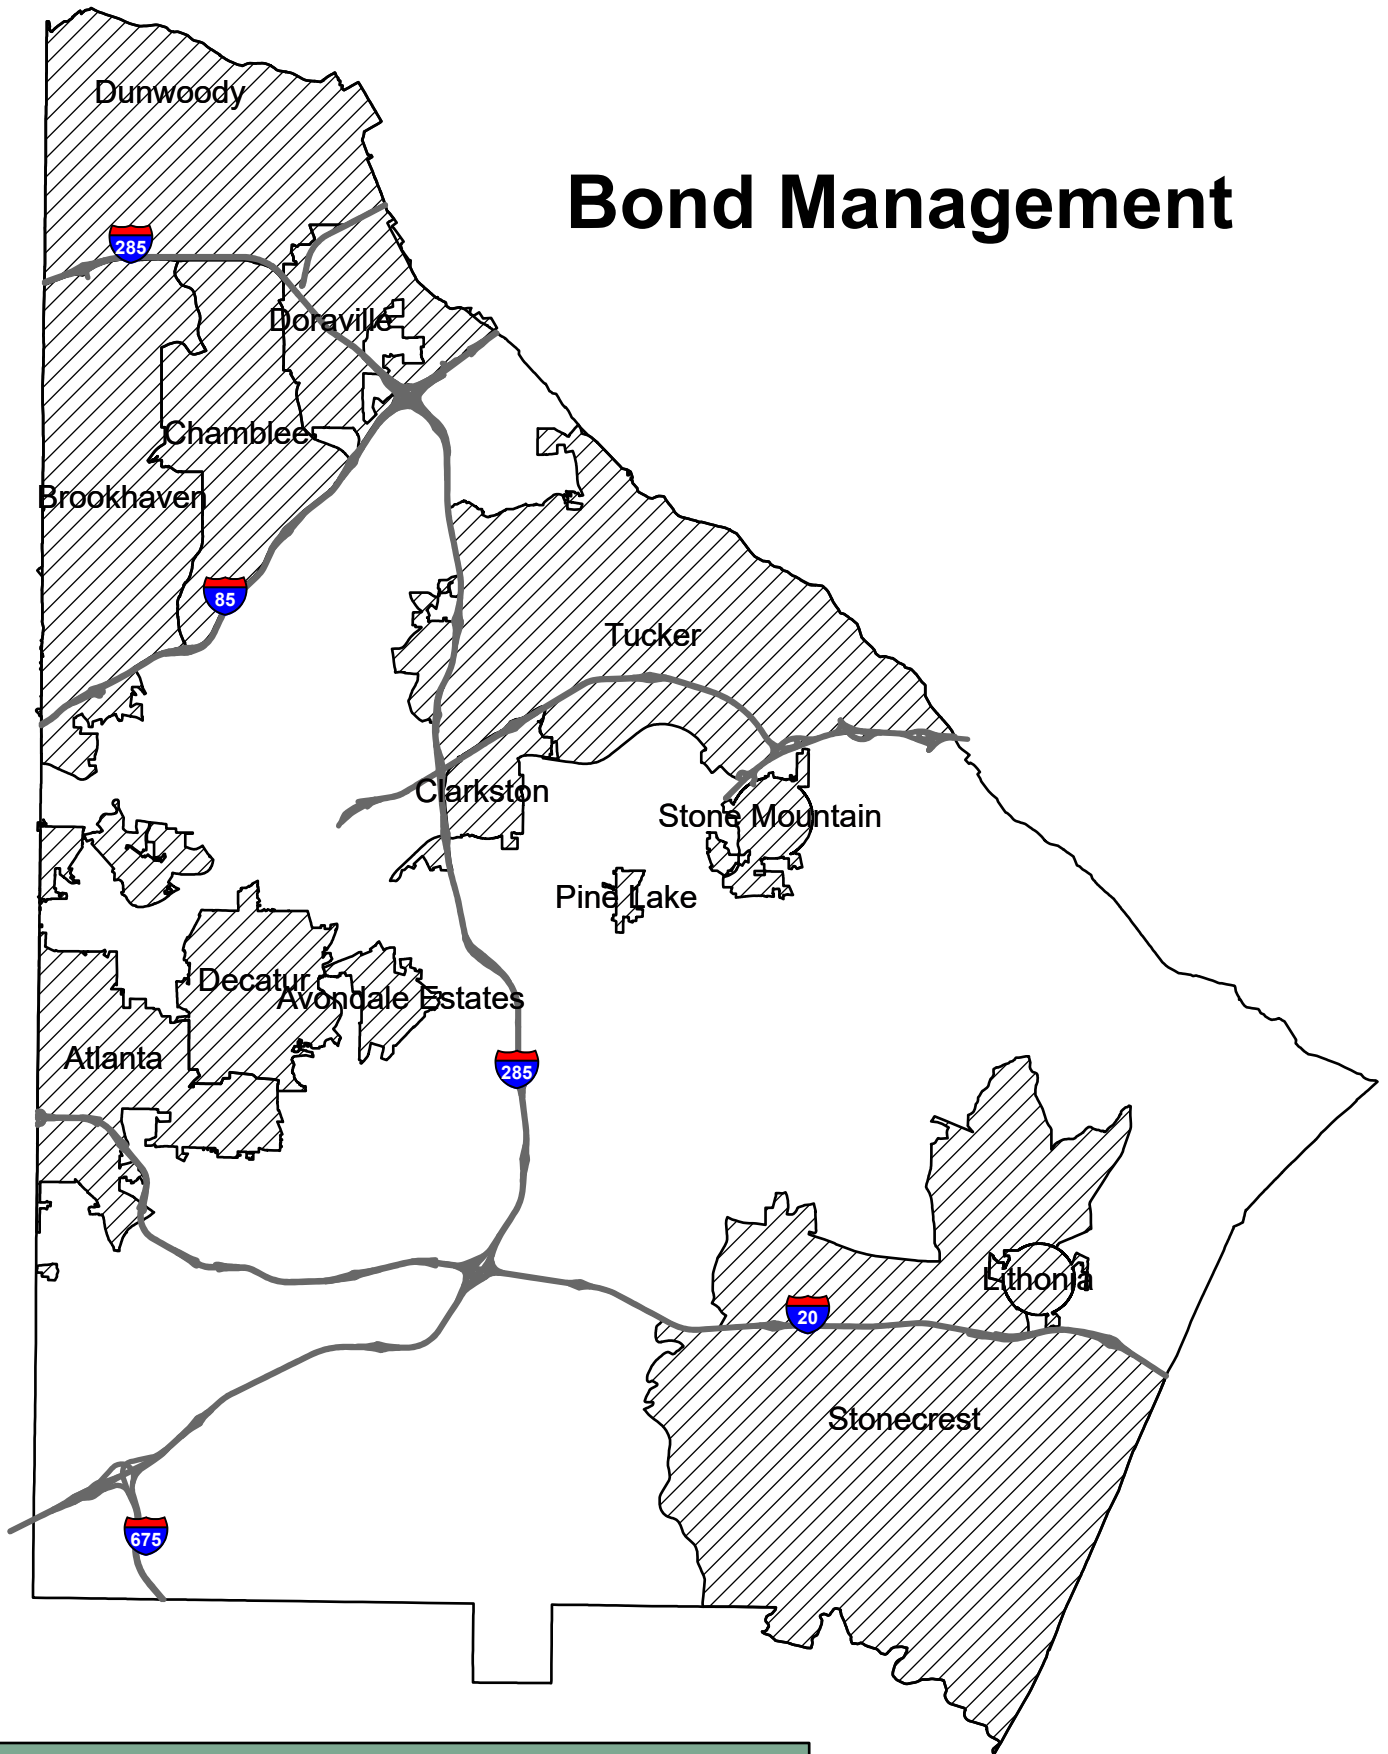 Dunwoody
Bond Management
285
Doraville
Chamblee
Brookhaven
85
Tucker
Clarkston
Stone Mountain
Pine Lake
Decatur
Avondale Estates
Atlanta
285
Lithonia
20
Stonecrest
675